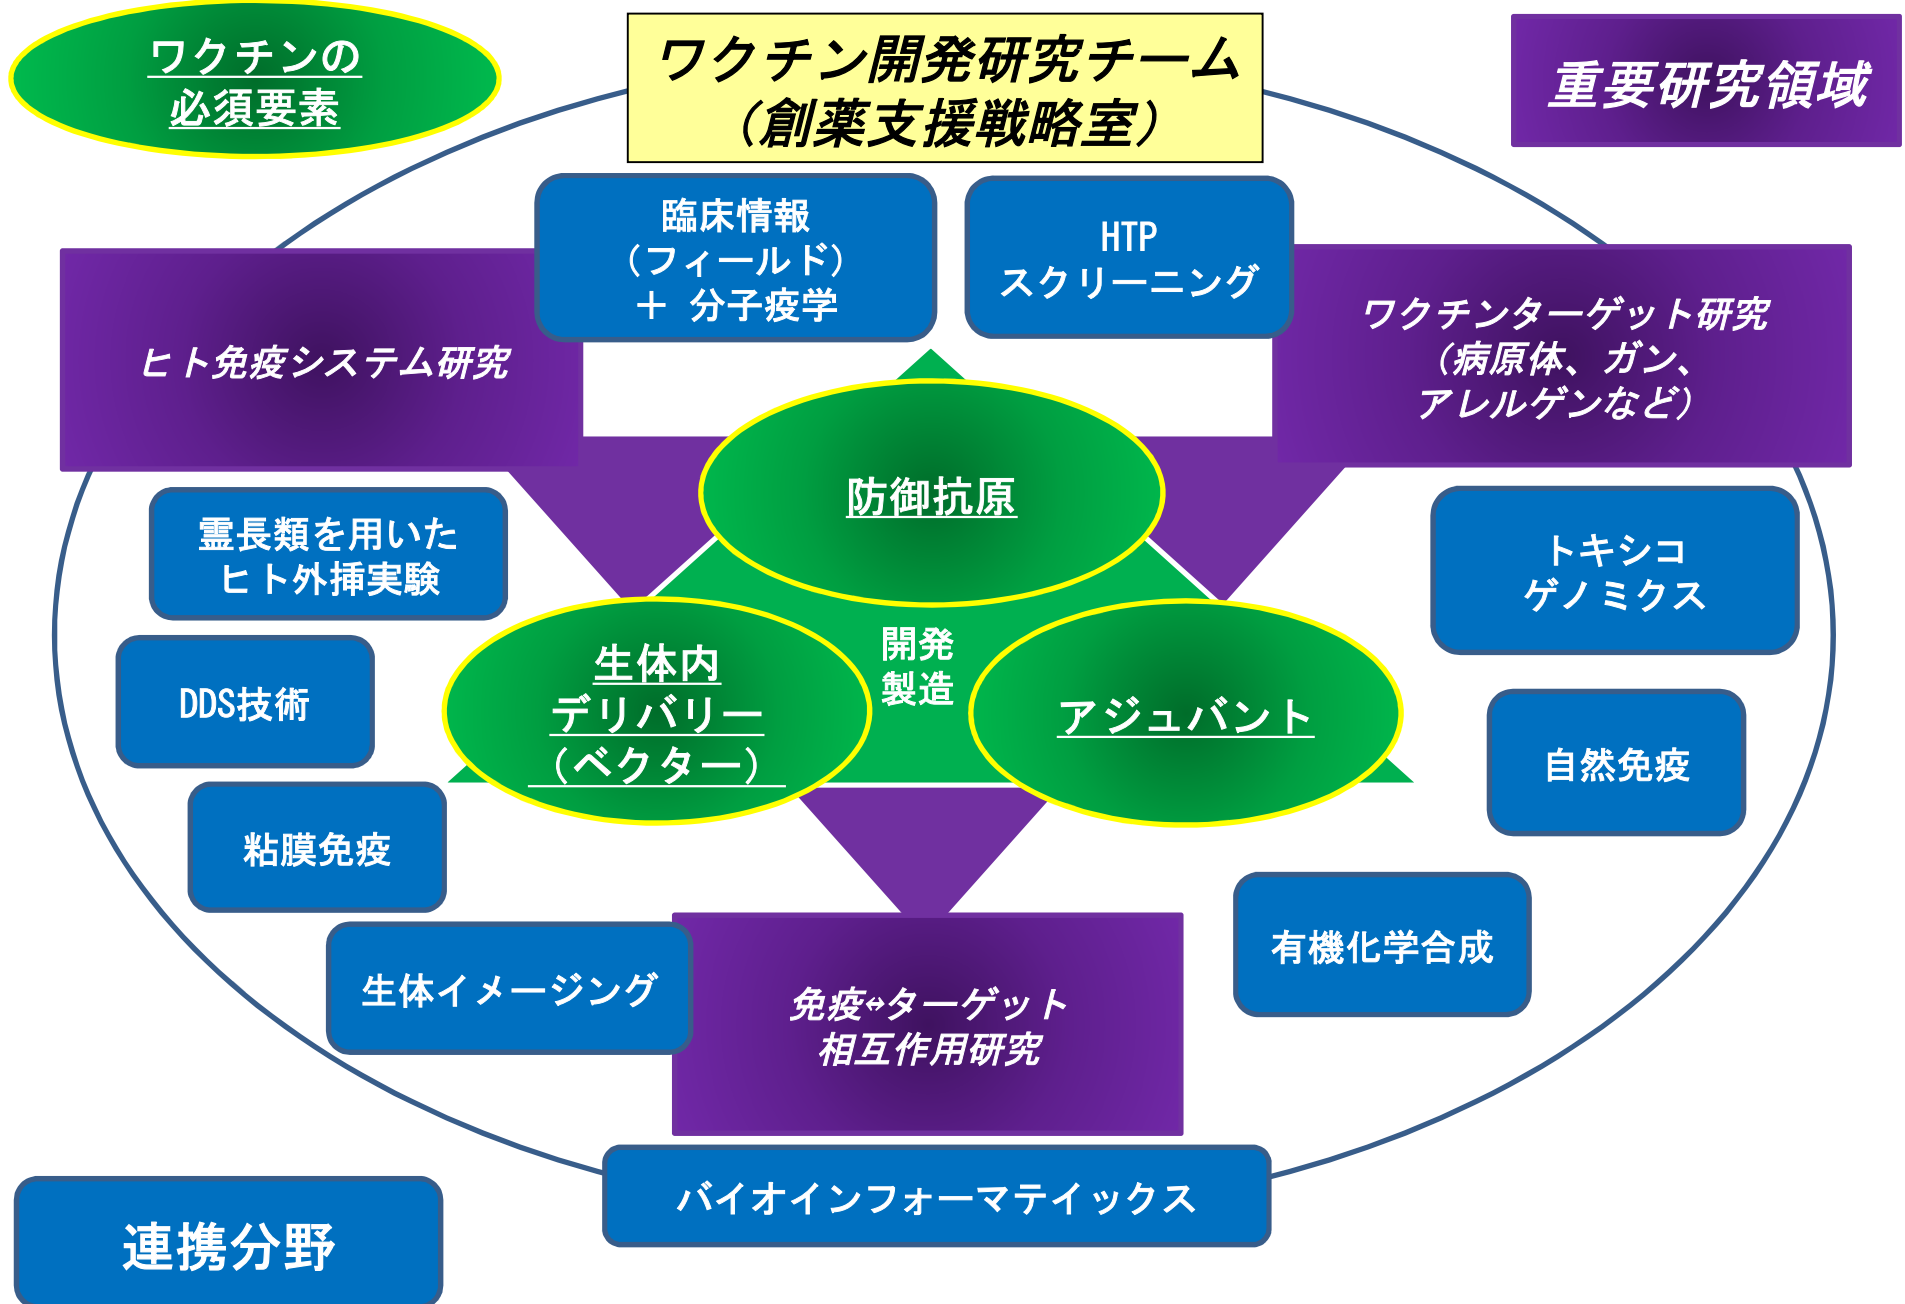 ワクチンの
必須要素
ワクチン開発研究チーム
（創薬支援戦略室）
重要研究領域
臨床情報
（フィールド）
＋ 分子疫学
HTP
スクリーニング
ヒト免疫システム研究
ワクチンターゲット研究
（病原体、ガン、
アレルゲンなど）
防御抗原
霊長類を用いた
ヒト外挿実験
トキシコ
ゲノミクス
開発
製造
生体内
デリバリー
（ベクター）
アジュバント
DDS技術
自然免疫
粘膜免疫
有機化学合成
生体イメージング
免疫↔ターゲット
相互作用研究
バイオインフォーマテイックス
連携分野